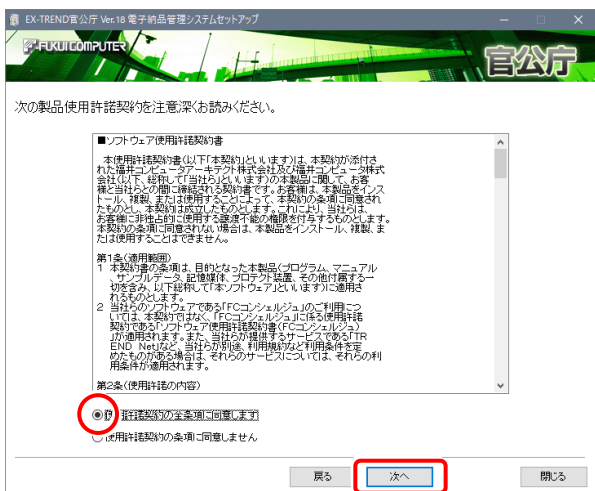 EX-TREND官公庁 Ver.18 電子納品管理システムセットアップ
FUKUI COMPUTER
官公庁
次の製品使用許諾契約を注意深くお読みください。
■ソフトウェア使用許諾契約書
本使用許諾契約書(以下「本契約」といいます)は、本契約が添付さ
れた福井コンピュータアーキテクト株式会社及び福井コンピュータ株式
会社(以下、総称して「当社ら」といいます)の本製品に関して、お客
様と当社らとの間に締結される契約書です。お客様は、本製品をインス
トール、複製、または使用することによって、本契約の条項に同意され
たものとし、本契約は成立したものとします。これにより、当社らは、
お客様に非独占的に使用する譲渡不能の権限を付与するものとします。
本契約の条項に同意されない場合は、本製品をインストール、複製、ま
たは使用することはできません。
第1条(適用範囲)
1 本契約書の条項は、目的となった本製品(プログラム、マニュアル
、サンプルデータ、記憶媒体、プロテクト装置、その他付属する一
切を含み、以下総称して「本ソフトウェア」といいます)に適用さ
れるものとします。
2 当社らのソフトウェアである「FCコンシェルジュ」のご利用につ
いては、本契約ではなく、「FCコンシェルジュ」に係る使用許諾
契約である「ソフトウェア使用許諾契約書(FCコンシェルジュ)
」が適用されます。また、当社らが提供するサービスである「TR
END Net」など、当社らが別途、利用規約など利用条件を定
めたものがある場合は、それらのサービスについては、それらの利
用条件が適用されます。
第2条(使用許諾の内容)
許諾契約の全条項に同意します
使用許諾契約の条項に同意しません
戻る
次へ
閉じる